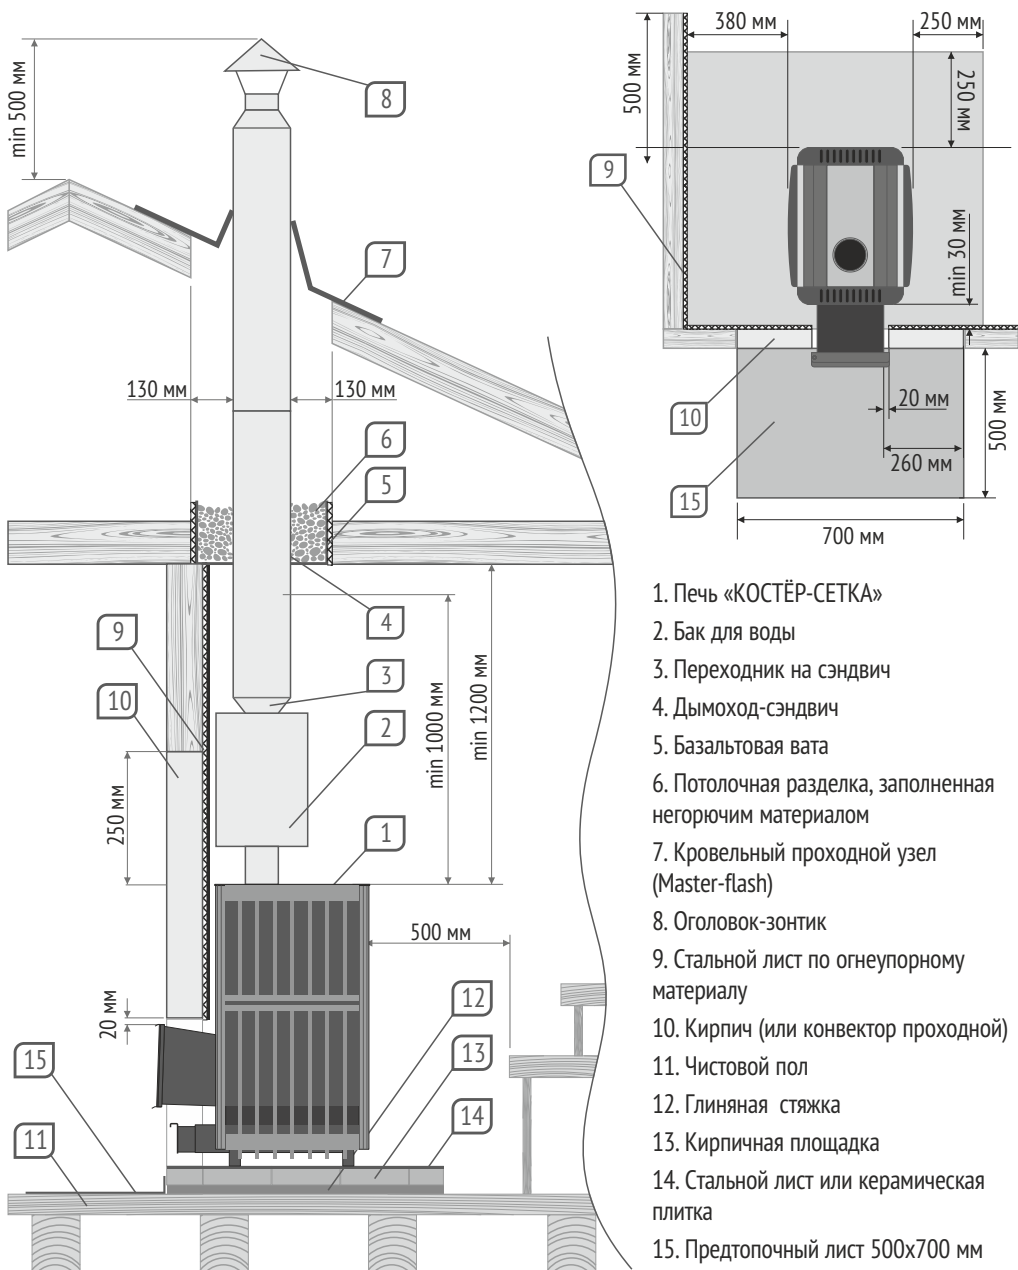 min 500 мм
8
7
130 мм
130 мм
6
5
4
9
3
10
2
min 1000 мм
min 1200 мм
250 мм
1
500 мм
20 мм
12
13
15
14
11
380 мм
250 мм
500 мм
250 мм
9
min 30 мм
10
20 мм
500 мм
260 мм
15
700 мм
1. Печь «КОСТЁР-СЕТКА»
2. Бак для воды
3. Переходник на сэндвич
4. Дымоход-сэндвич
5. Базальтовая вата
6. Потолочная разделка, заполненная
негорючим материалом
7. Кровельный проходной узел
(Master-flash)
8. Оголовок-зонтик
9. Стальной лист по огнеупорному
материалу
10. Кирпич (или конвектор проходной)
11. Чистовой пол
12. Глиняная стяжка
13. Кирпичная площадка
14. Стальной лист или керамическая
плитка
15. Предтопочный лист 500х700 мм